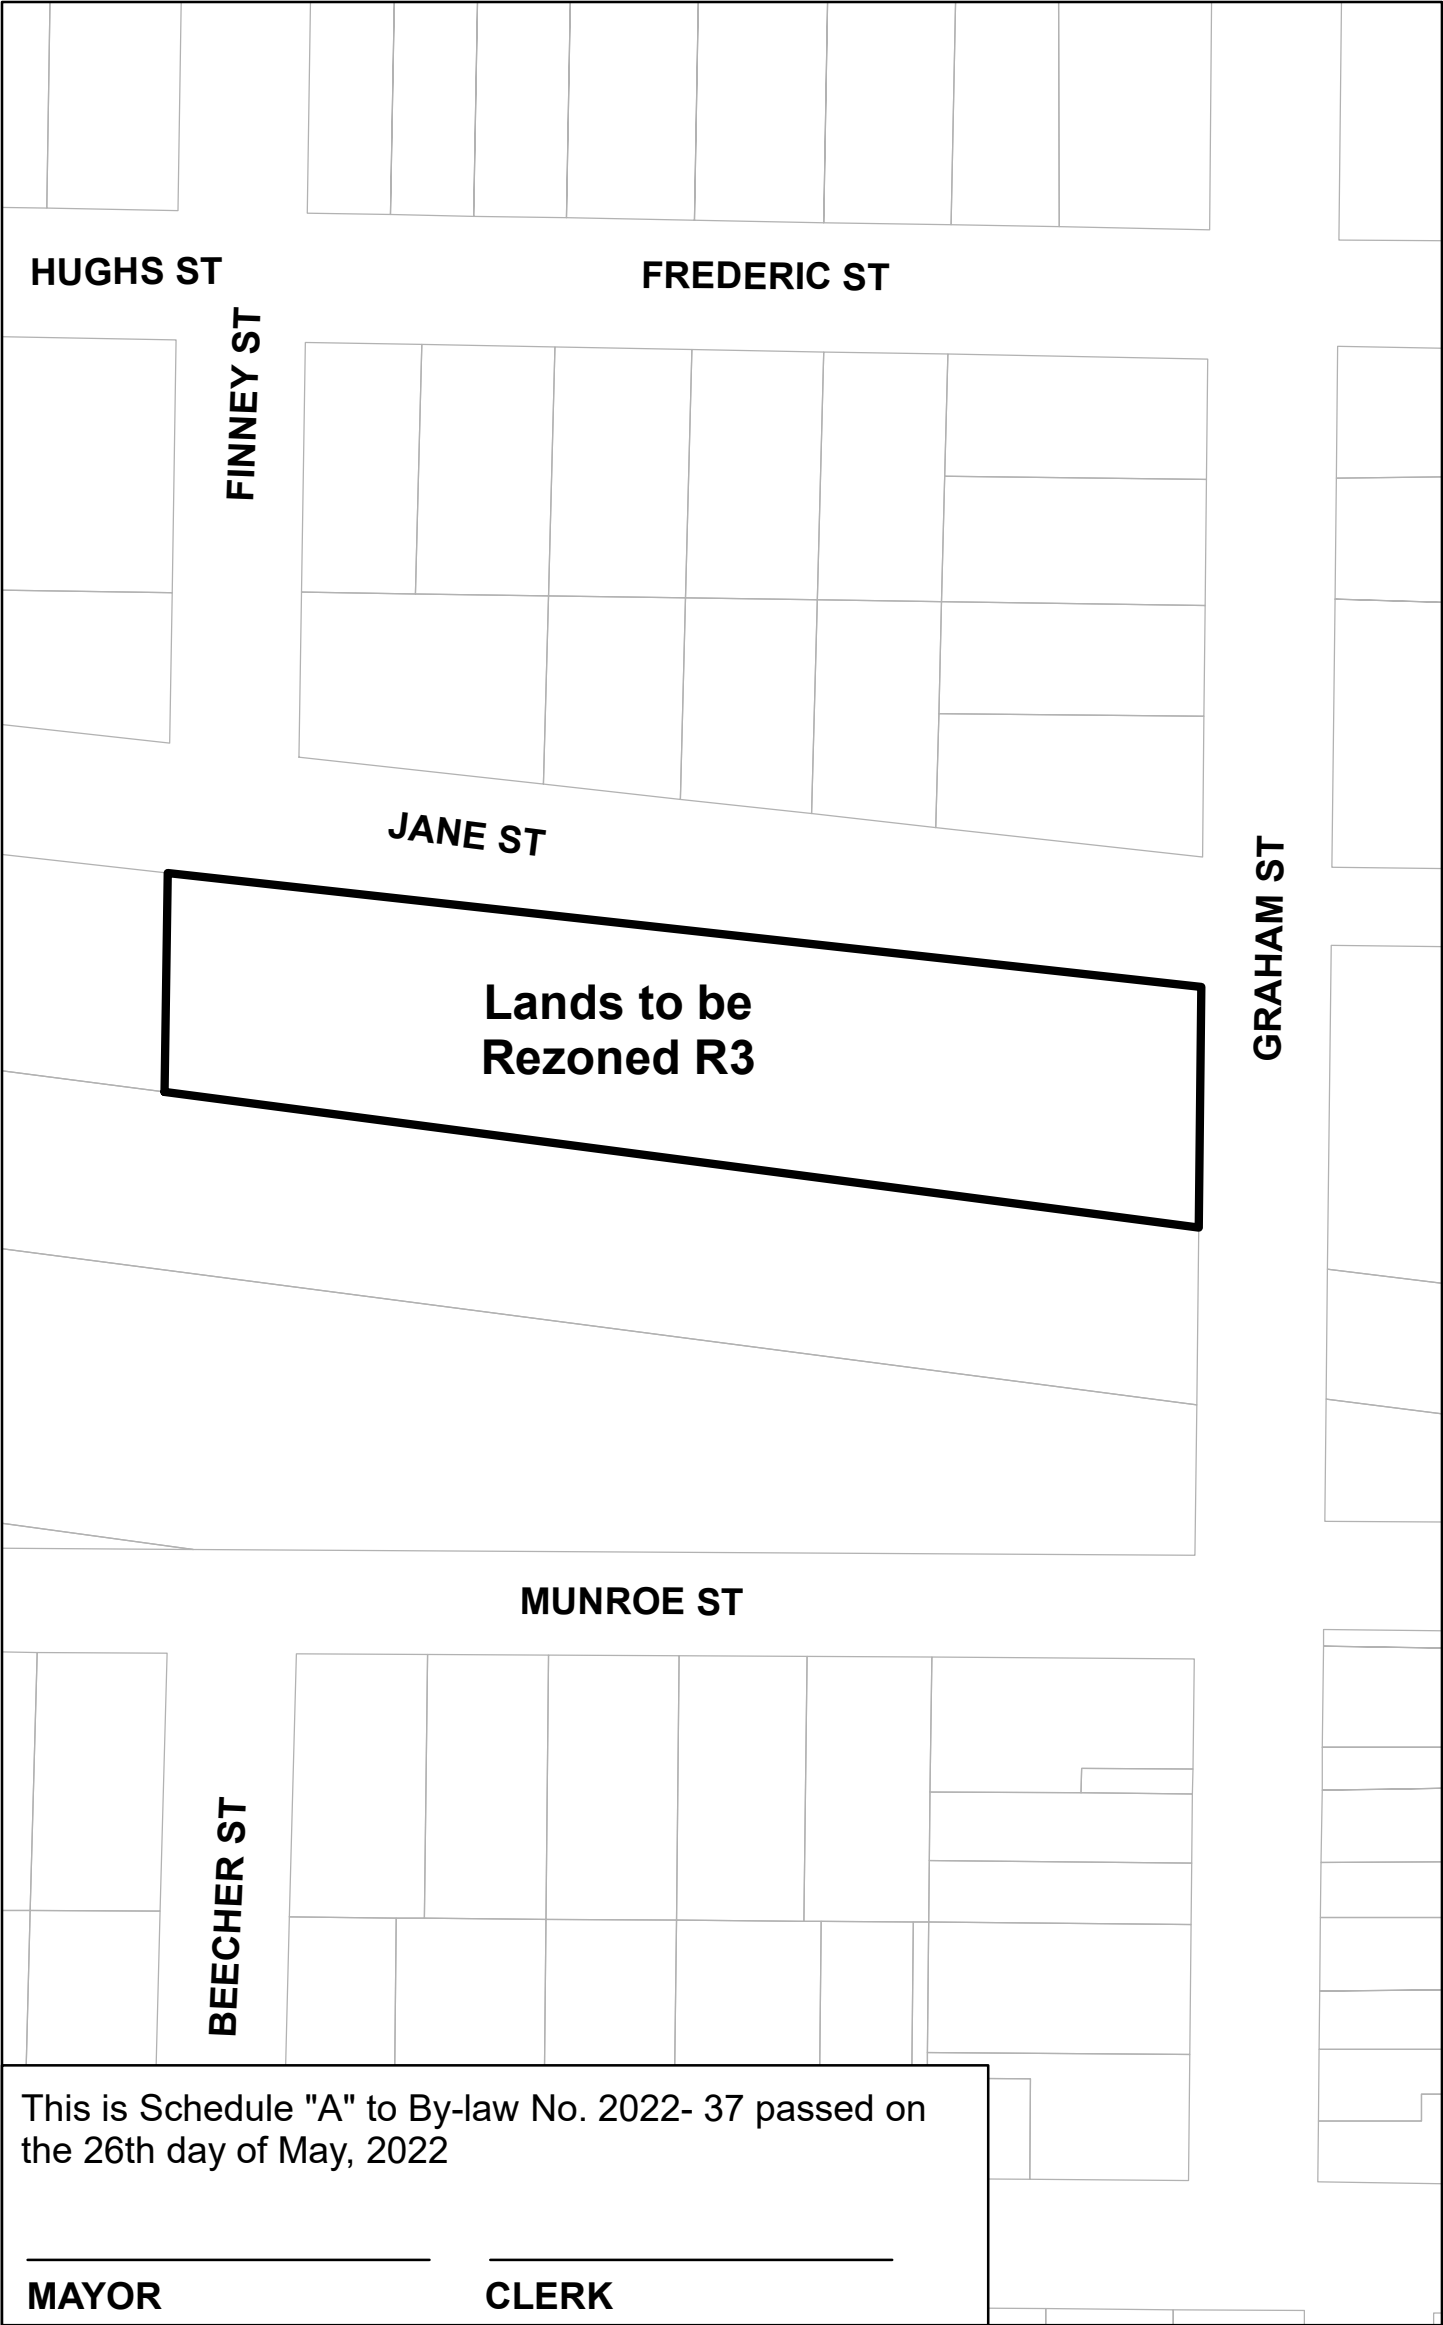 HUGHS ST
FREDERIC ST
FINNEY ST
JANE ST
GRAHAM ST
Lands to be
Rezoned R3
MUNROE ST
BEECHER ST
This is Schedule "A" to By-law No. 2022- 37 passed on
the 26th day of May, 2022
MAYOR
CLERK